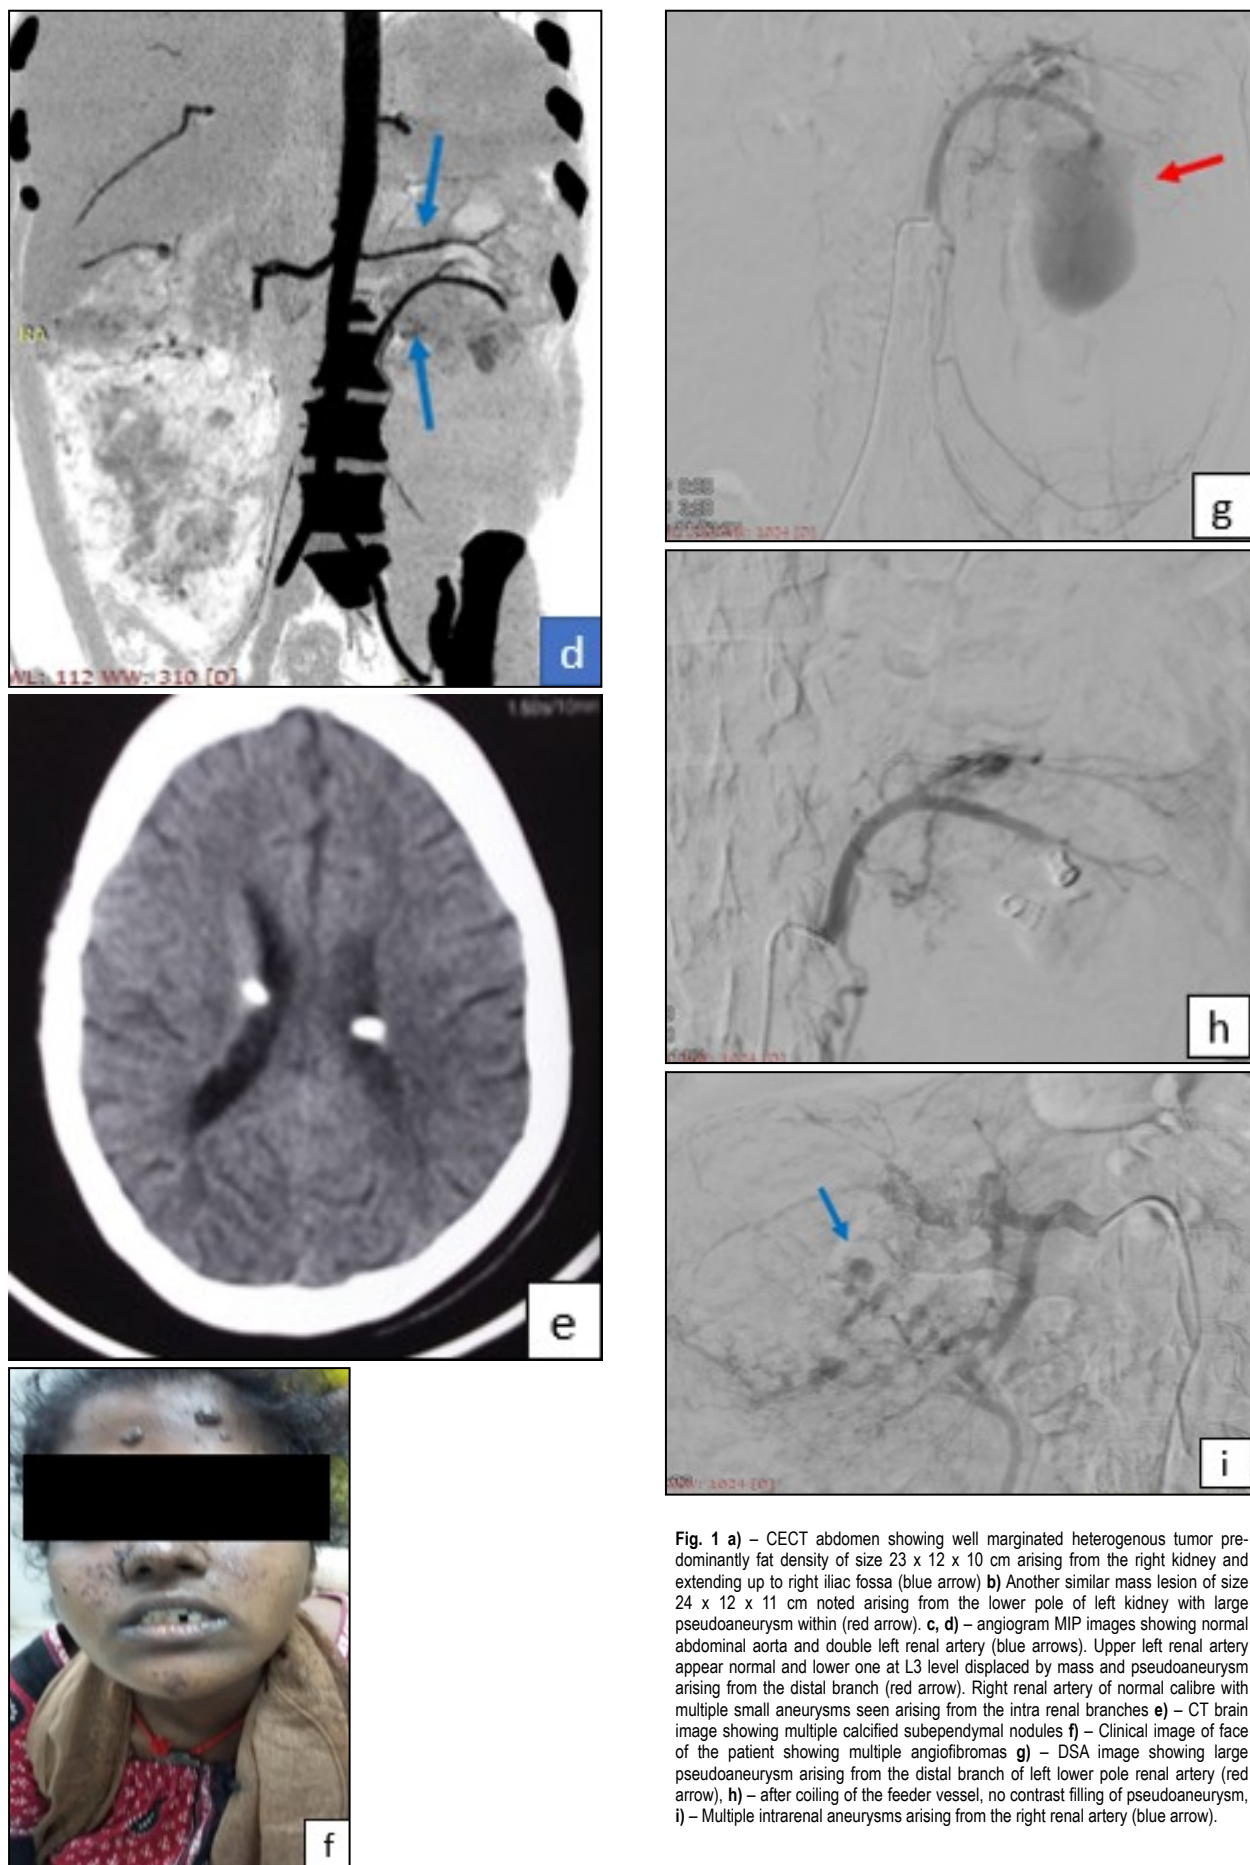 RA
WL: 112 WW: 310 [D]
d
e
f
g
h
i
Fig. 1 a) – CECT abdomen showing well marginated heterogenous tumor pre-
dominantly fat density of size 23 x 12 x 10 cm arising from the right kidney and
extending up to right iliac fossa (blue arrow) b) Another similar mass lesion of size
24 x 12 x 11 cm noted arising from the lower pole of left kidney with large
pseudoaneurysm within (red arrow). c, d) – angiogram MIP images showing normal
abdominal aorta and double left renal artery (blue arrows). Upper left renal artery
appear normal and lower one at L3 level displaced by mass and pseudoaneurysm
arising from the distal branch (red arrow). Right renal artery of normal calibre with
multiple small aneurysms seen arising from the intra renal branches e) – CT brain
image showing multiple calcified subependymal nodules f) – Clinical image of face
of the patient showing multiple angiofibromas g) – DSA image showing large
pseudoaneurysm arising from the distal branch of left lower pole renal artery (red
arrow), h) – after coiling of the feeder vessel, no contrast filling of pseudoaneurysm,
i) – Multiple intrarenal aneurysms arising from the right renal artery (blue arrow).